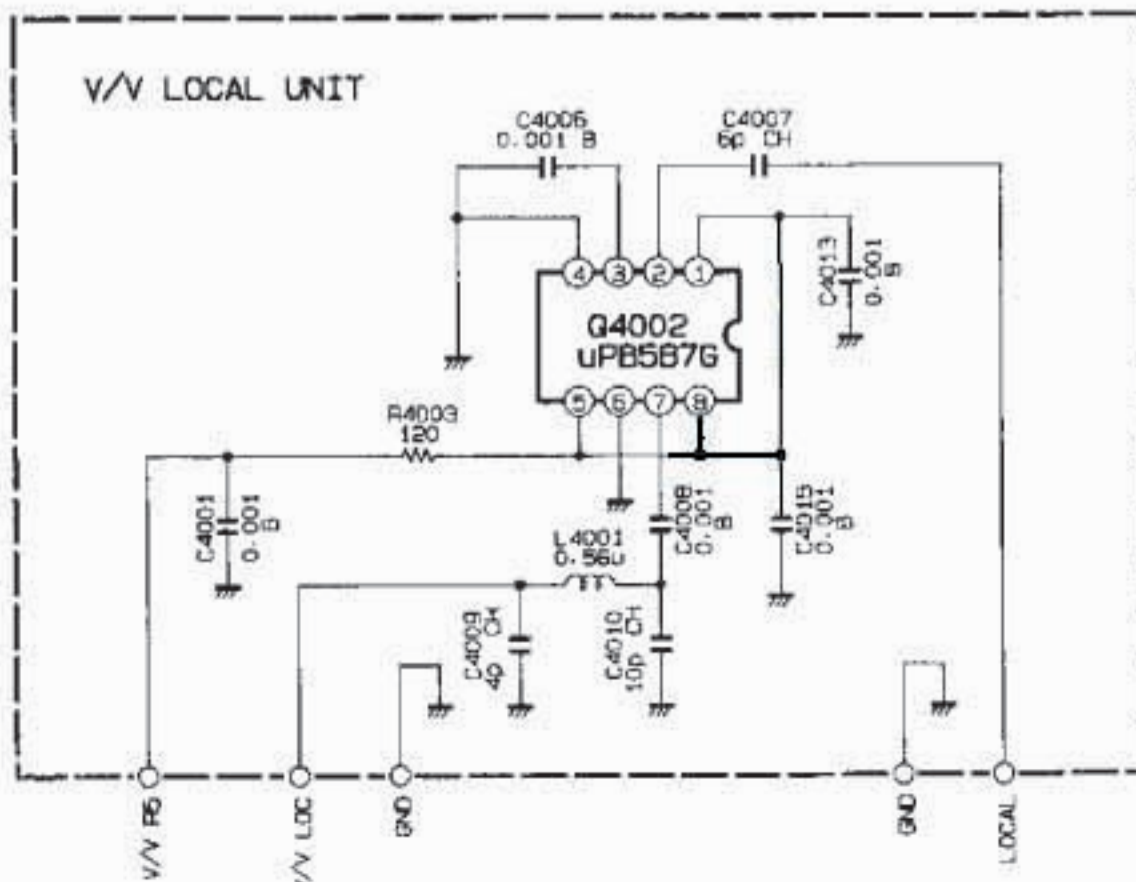 V/V LOCAL UNIT
C4006
0.001 B
C4007
6p CH
4
3
2
1
C4013
0.001
B
Q4002
uPB587G
5
6
7
8
R4003
120
C4001
0.001
B
L4001
0.56u
C4008
0.001
B
C4015
0.001
B
C4009
4p CH
C4010
10p CH
V/V R5
V/V LOC
GND
GND
LOCAL